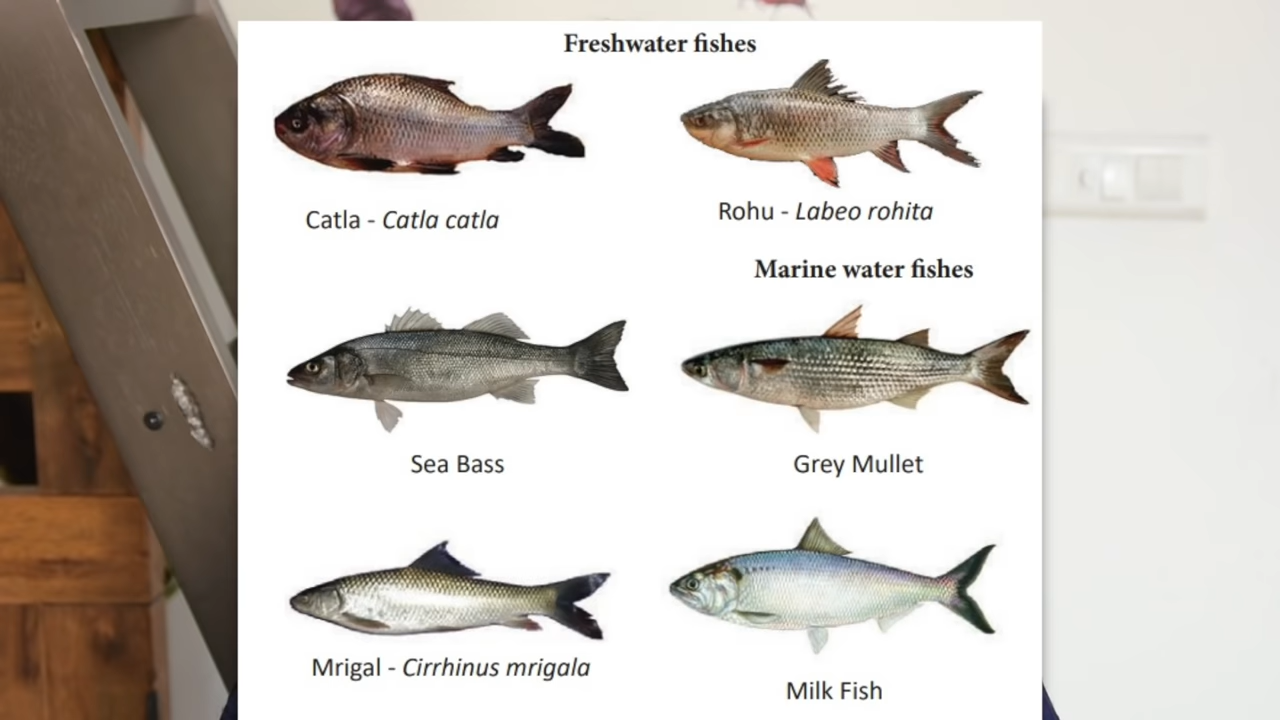 Freshwater fishes
Catla - Catla catla
Rohu - Labeo rohita
Marine water fishes
Sea Bass
Grey Mullet
Mrigal - Cirrhinus mrigala
Milk Fish